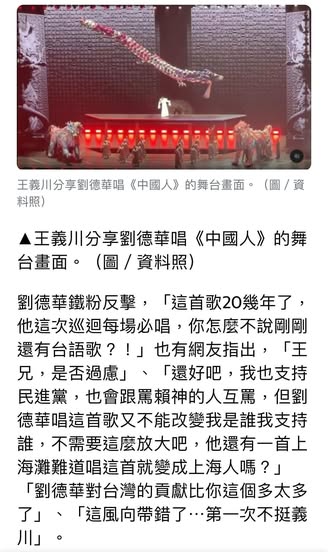 王義川分享劉德華唱《中國人》的舞台畫面。（圖／資
料照）
▲王義川分享劉德華唱《中國人》的舞
台畫面。（圖／資料照）
劉德華鐵粉反擊，「這首歌20幾年了，
他這次巡迴每場必唱，你怎麼不說剛剛
還有台語歌？！」也有網友指出，「王
兄，是否過慮」、「還好吧，我也支持
民進黨，也會跟罵賴神的人互罵，但劉
德華唱這首歌又不能改變我是誰我支持
誰，不需要這麼放大吧，他還有一首上
海灘難道唱這首就變成上海人嗎？」
「劉德華對台灣的貢獻比你這個多太多
了」、「這風向帶錯了…第一次不挺義
川」。